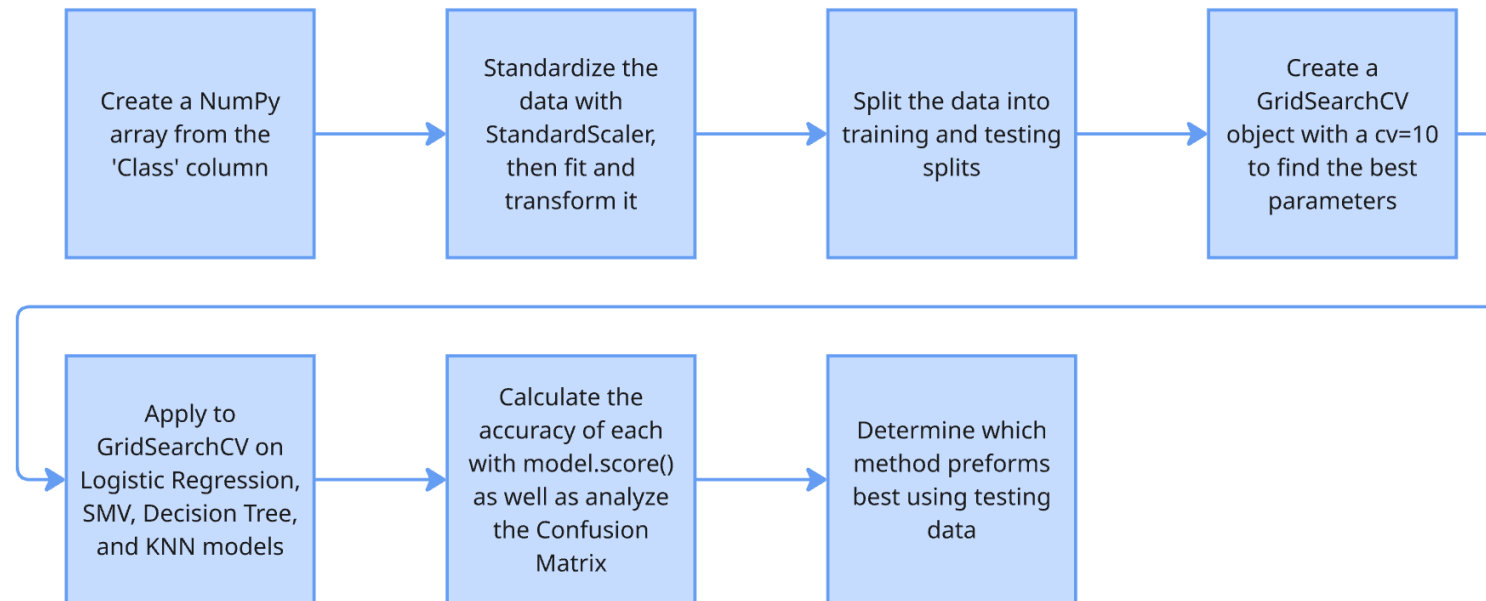 Create a NumPy
array from the
'Class' column
Standardize the
data with
StandardScaler,
then fit and
transform it
Split the data into
training and testing
splits
Create a
GridSearchCV
object with a cv=10
to find the best
parameters
Apply to
GridSearchCV on
Logistic Regression,
SMV, Decision Tree,
and KNN models
Calculate the
accuracy of each
with model.score()
as well as analyze
the Confusion
Matrix
Determine which
method preforms
best using testing
data